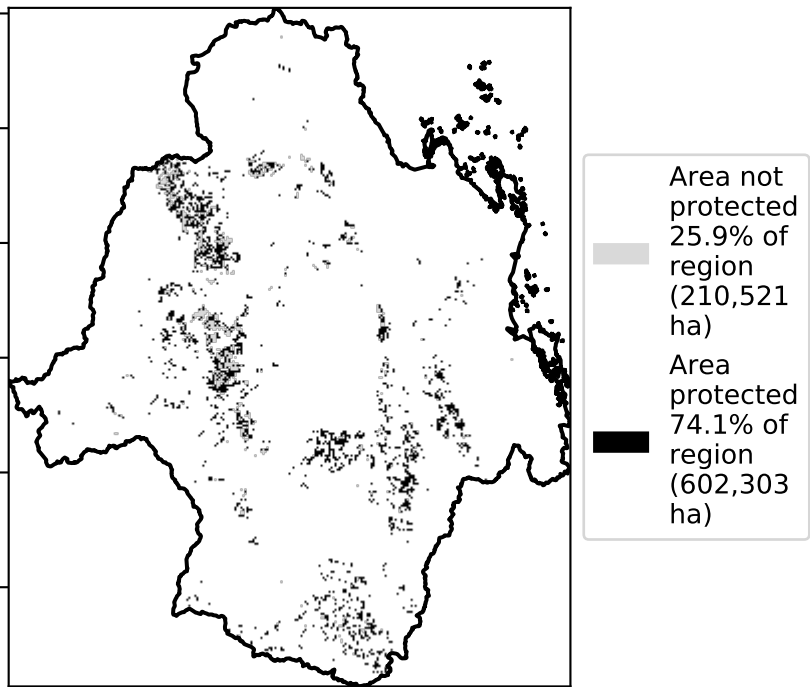 Area not
protected
25.9% of
region
(210,521
ha)
Area
protected
74.1% of
region
(602,303
ha)